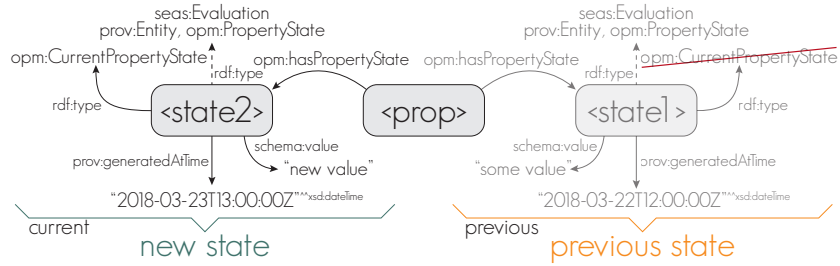 seas:Evaluation
prov:Entity, opm:PropertyState
opm:CurrentPropertyState
rdf:type
rdf:type
opm:hasPropertyState
opm:hasPropertyState
seas:Evaluation
prov:Entity, opm:PropertyState
opm:CurrentPropertyState
rdf:type
rdf:type
<state2>
<prop>
<state1>
prov:generatedAtTime
schema:value
"new value"
schema:value
"some value"
prov:generatedAtTime
"2018-03-23T13:00:00Z"^^xsd:dateTime
"2018-03-22T12:00:00Z"^^xsd:dateTime
current
new state
previous
previous state